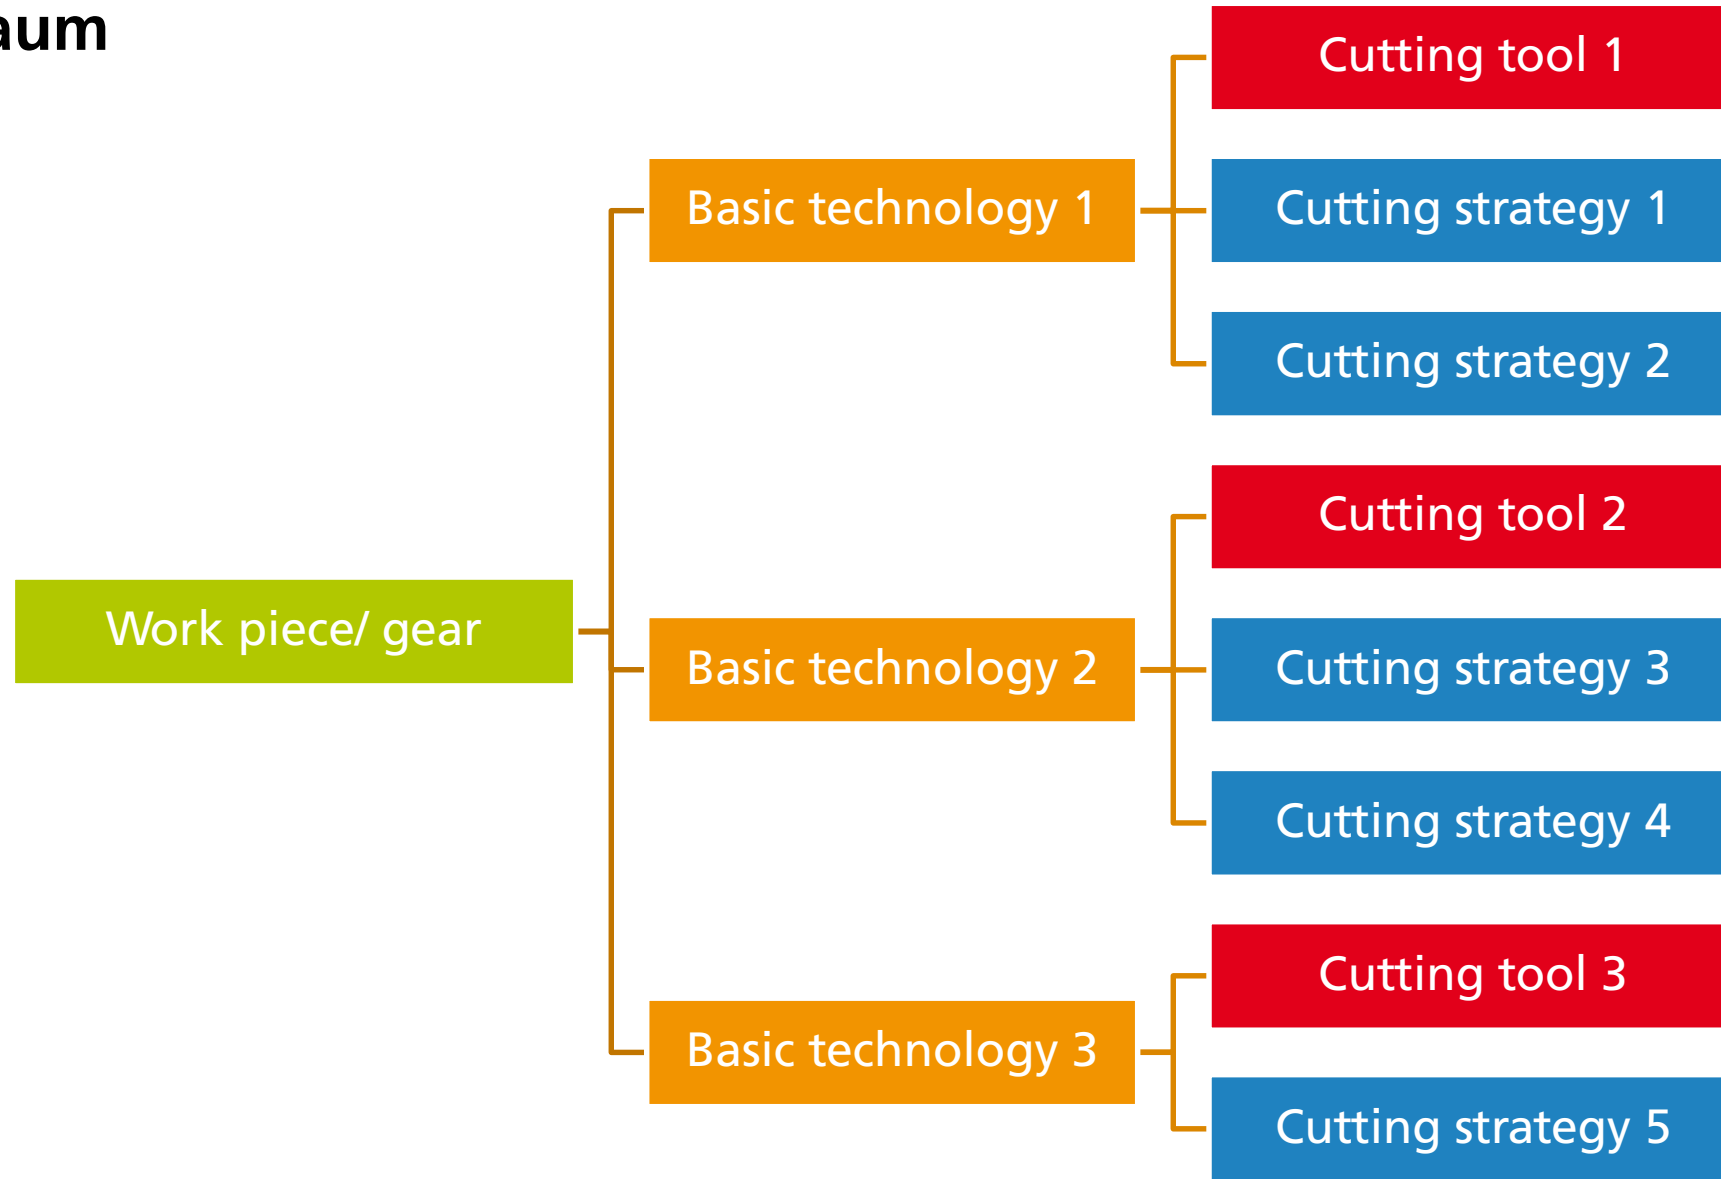 aum
Cutting tool 1
Basic technology 1
Cutting strategy 1
Cutting strategy 2
Cutting tool 2
Work piece/ gear
Basic technology 2
Cutting strategy 3
Cutting strategy 4
Cutting tool 3
Basic technology 3
Cutting strategy 5